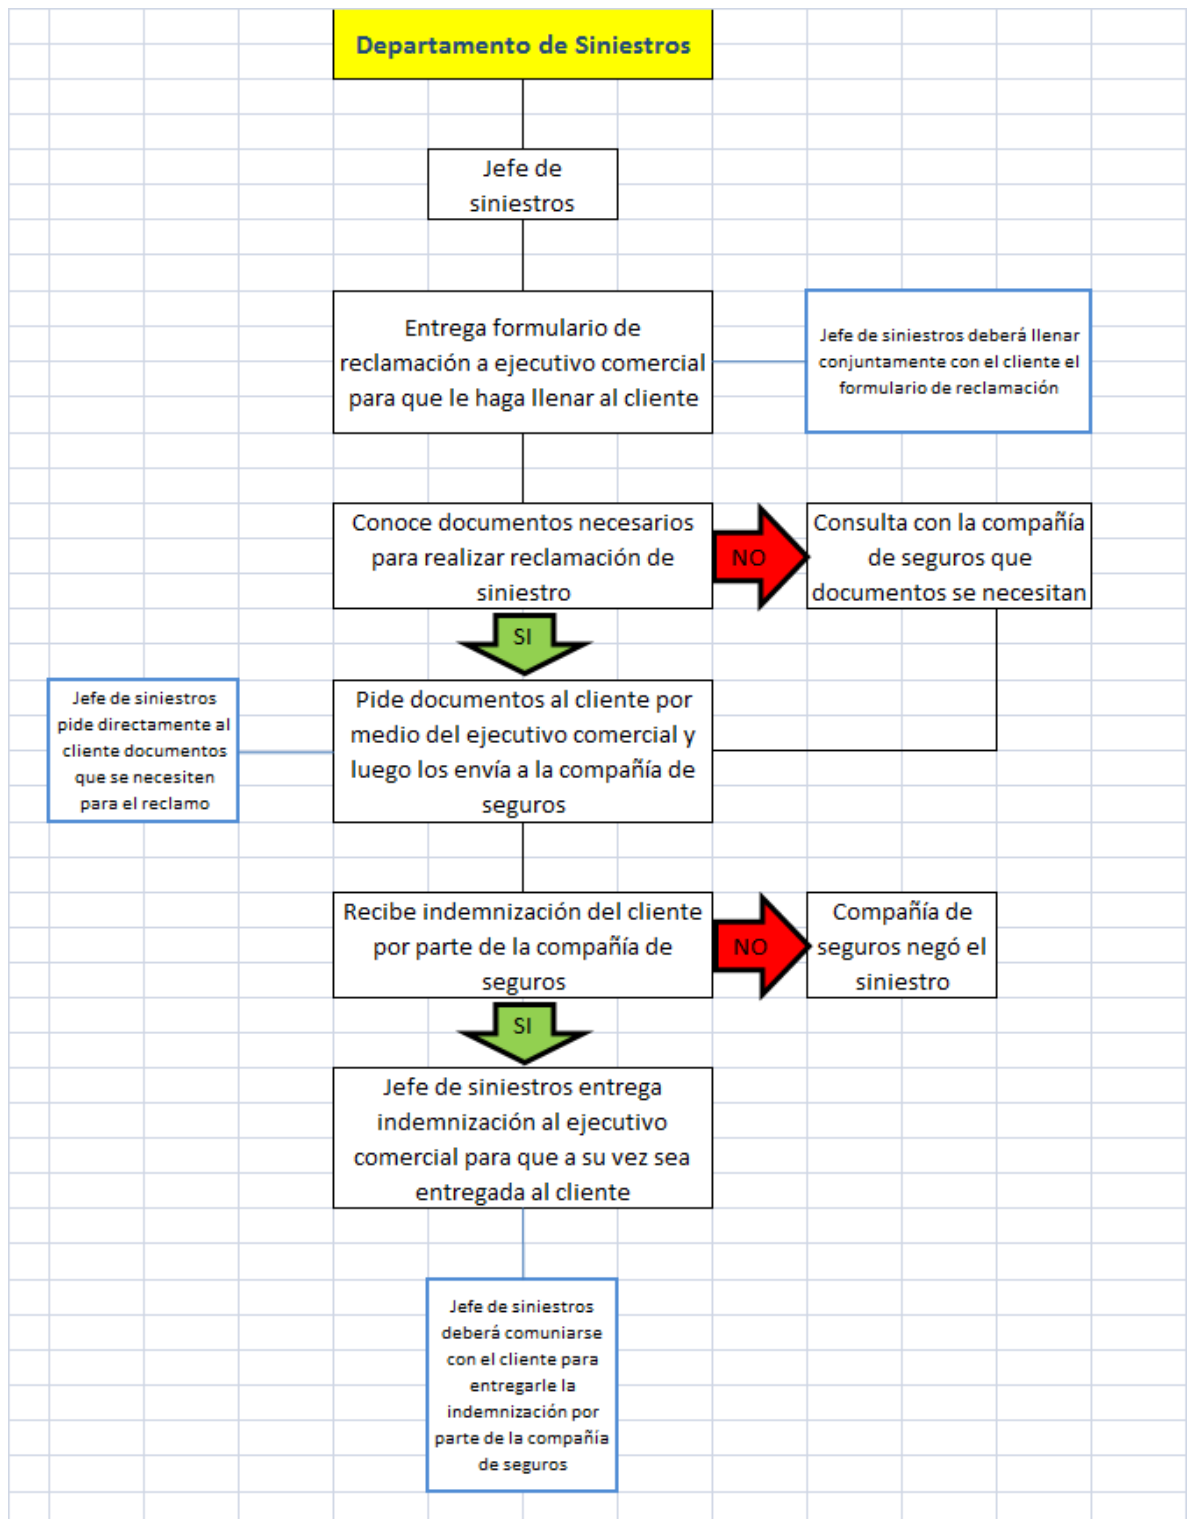 Departamento de Siniestros
Jefe de
siniestros
Entrega formulario de
reclamación a ejecutivo comercial
para que le haga llenar al cliente
Jefe de siniestros deberá llenar
conjuntamente con el cliente el
formulario de reclamación
Conoce documentos necesarios
para realizar reclamación de
siniestro
NO
Consulta con la compañía
de seguros que
documentos se necesitan
SI
Jefe de siniestros
pide directamente al
cliente documentos
que se necesiten
para el reclamo
Pide documentos al cliente por
medio del ejecutivo comercial y
luego los envía a la compañía de
seguros
Recibe indemnización del cliente
por parte de la compañía de
seguros
NO
Compañía de
seguros negó el
siniestro
SI
Jefe de siniestros entrega
indemnización al ejecutivo
comercial para que a su vez sea
entregada al cliente
Jefe de siniestros
deberá comuniarse
con el cliente para
entregarle la
indemnización por
parte de la compañía
de seguros